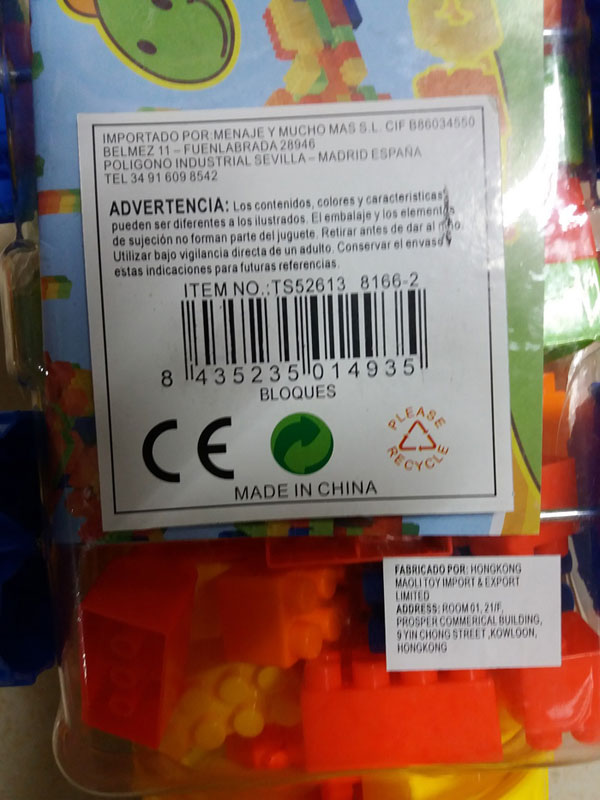 IMPORTADO POR:MENAJE Y MUCHO MAS S.L. CIF B86034550
BELMEZ 11 – FUENLABRADA 28946
POLIGONO INDUSTRIAL SEVILLA – MADRID ESPAÑA
TEL 34 91 609 8542
ADVERTENCIA: Los contenidos, colores y caracteristicas
pueden ser diferentes a los ilustrados. El embalaje y los elementos
de sujeción no forman parte del juguete. Retirar antes de dar al niño.
Utilizar bajo vigilancia directa de un adulto. Conservar el envase y
estas indicaciones para futuras referencias.
ITEM NO.:TS52613 8166-2
8 435235 014935
BLOQUES
CE
PLEASE
RECYCLE
MADE IN CHINA
FABRICADO POR: HONGKONG
MAOLI TOY IMPORT & EXPORT
LIMITED
ADDRESS: ROOM 01, 21/F,
PROSPER COMMERICAL BUILDING,
9 YIN CHONG STREET ,KOWLOON,
HONGKONG